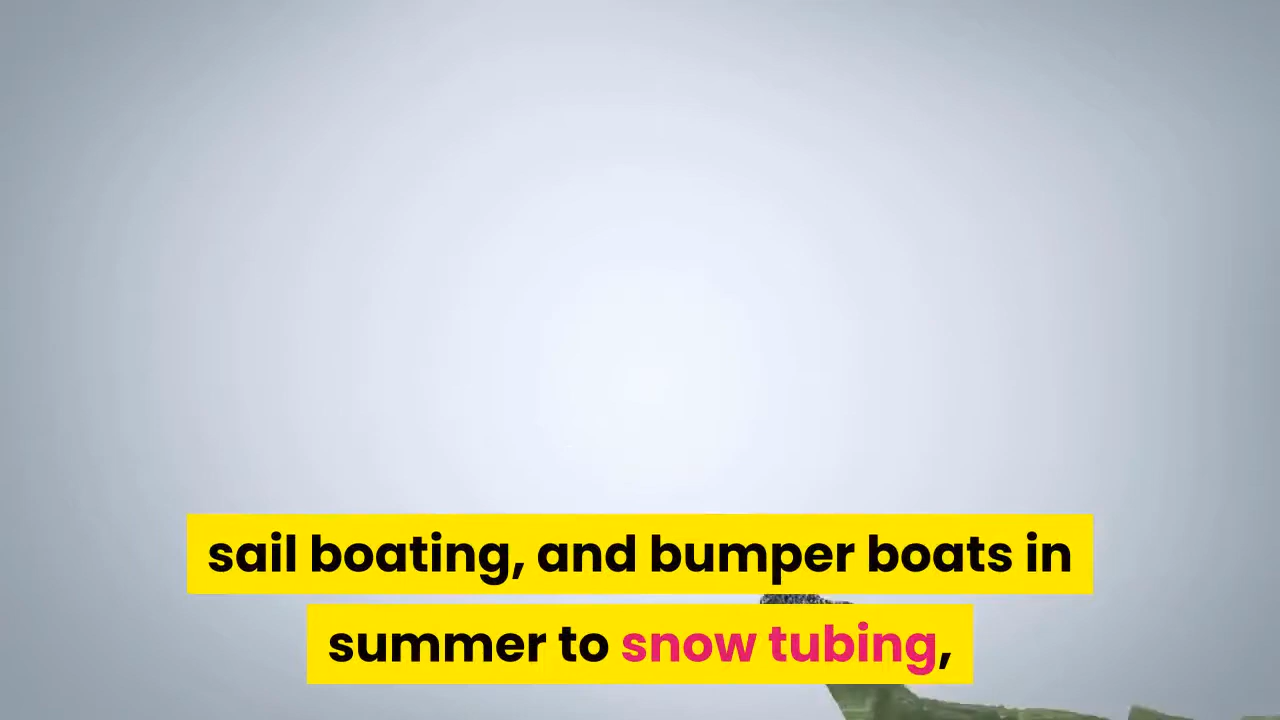 sail boating, and bumper boats in
summer to snow tubing,